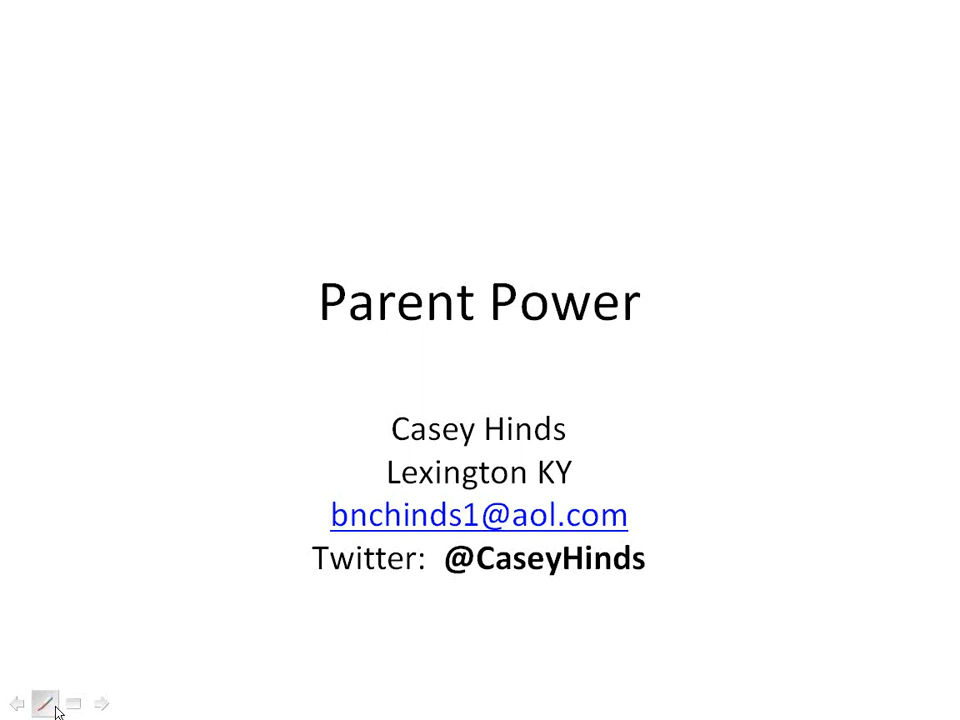 Parent Power
Casey Hinds
Lexington KY
bnchinds1@aol.com
Twitter:  @CaseyHinds